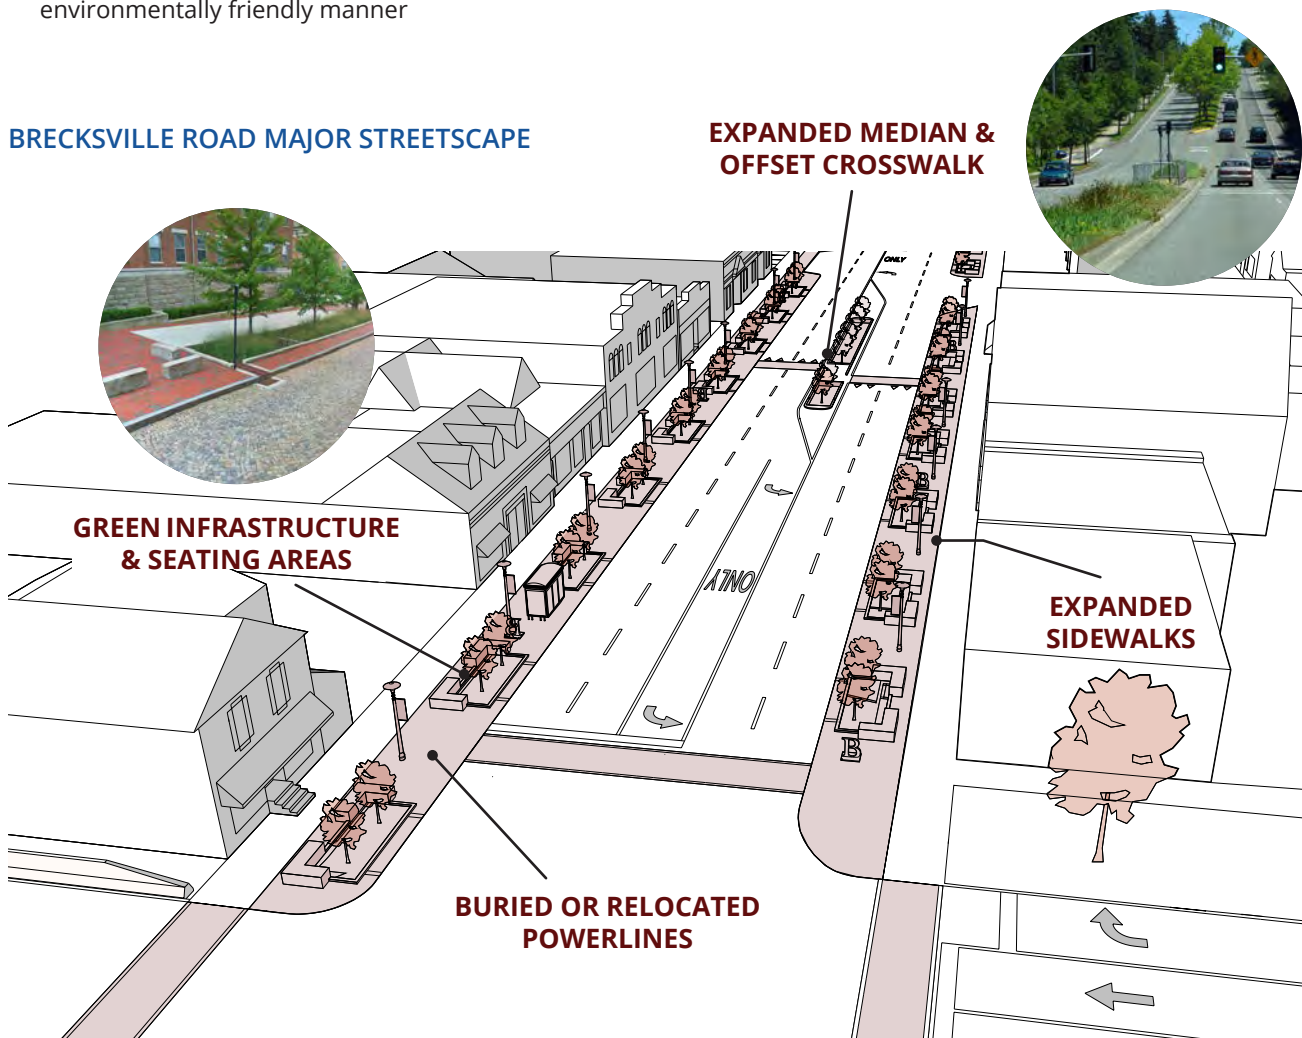 environmentally friendly manner
BRECKSVILLE ROAD MAJOR STREETSCAPE
EXPANDED MEDIAN &
OFFSET CROSSWALK
ONLY
GREEN INFRASTRUCTURE
& SEATING AREAS
ONLY
EXPANDED
SIDEWALKS
B
BURIED OR RELOCATED
POWERLINES